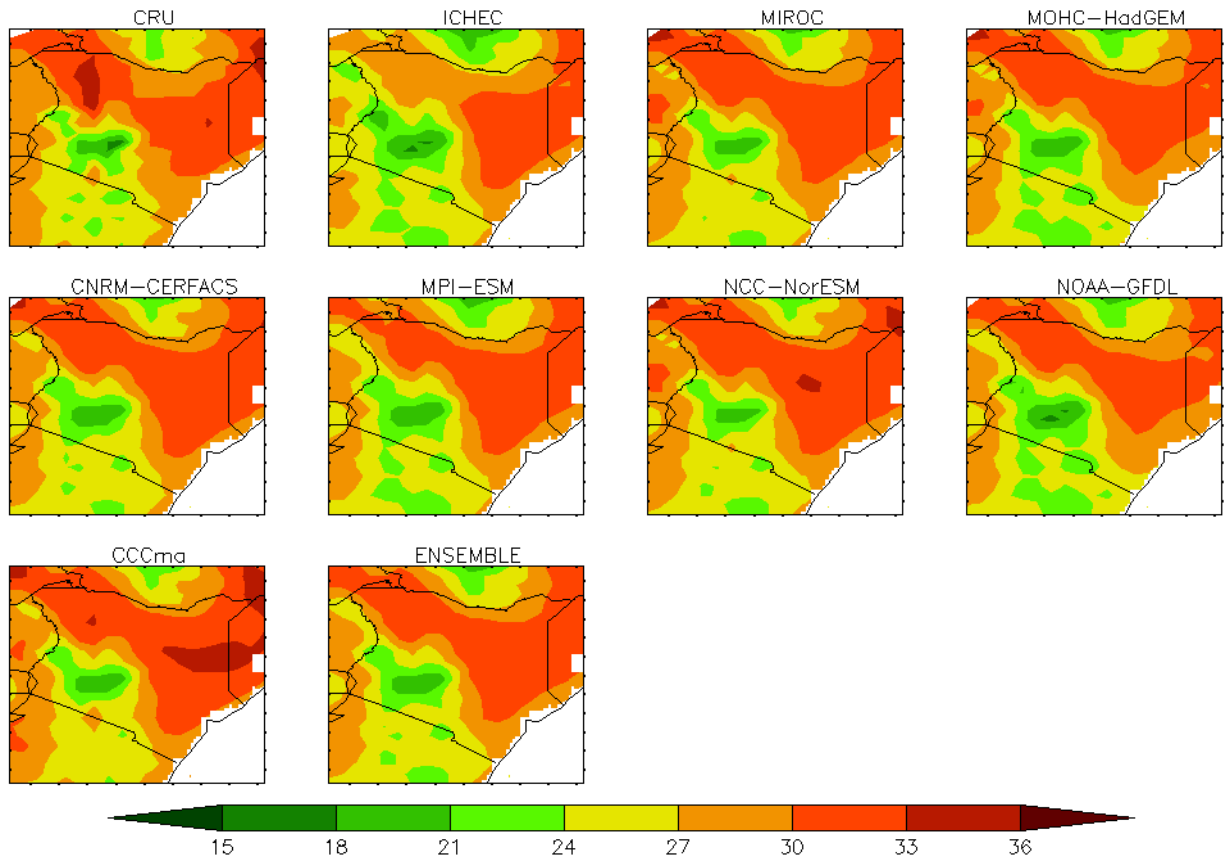 CRU ICHEC MIROC MOHC-HadGEM
CNRM-CERFACS MPI-ESM NCC-NorESM NOAA-GFDL
CCCma ENSEMBLE
15 18 21 24 27 30 33 36